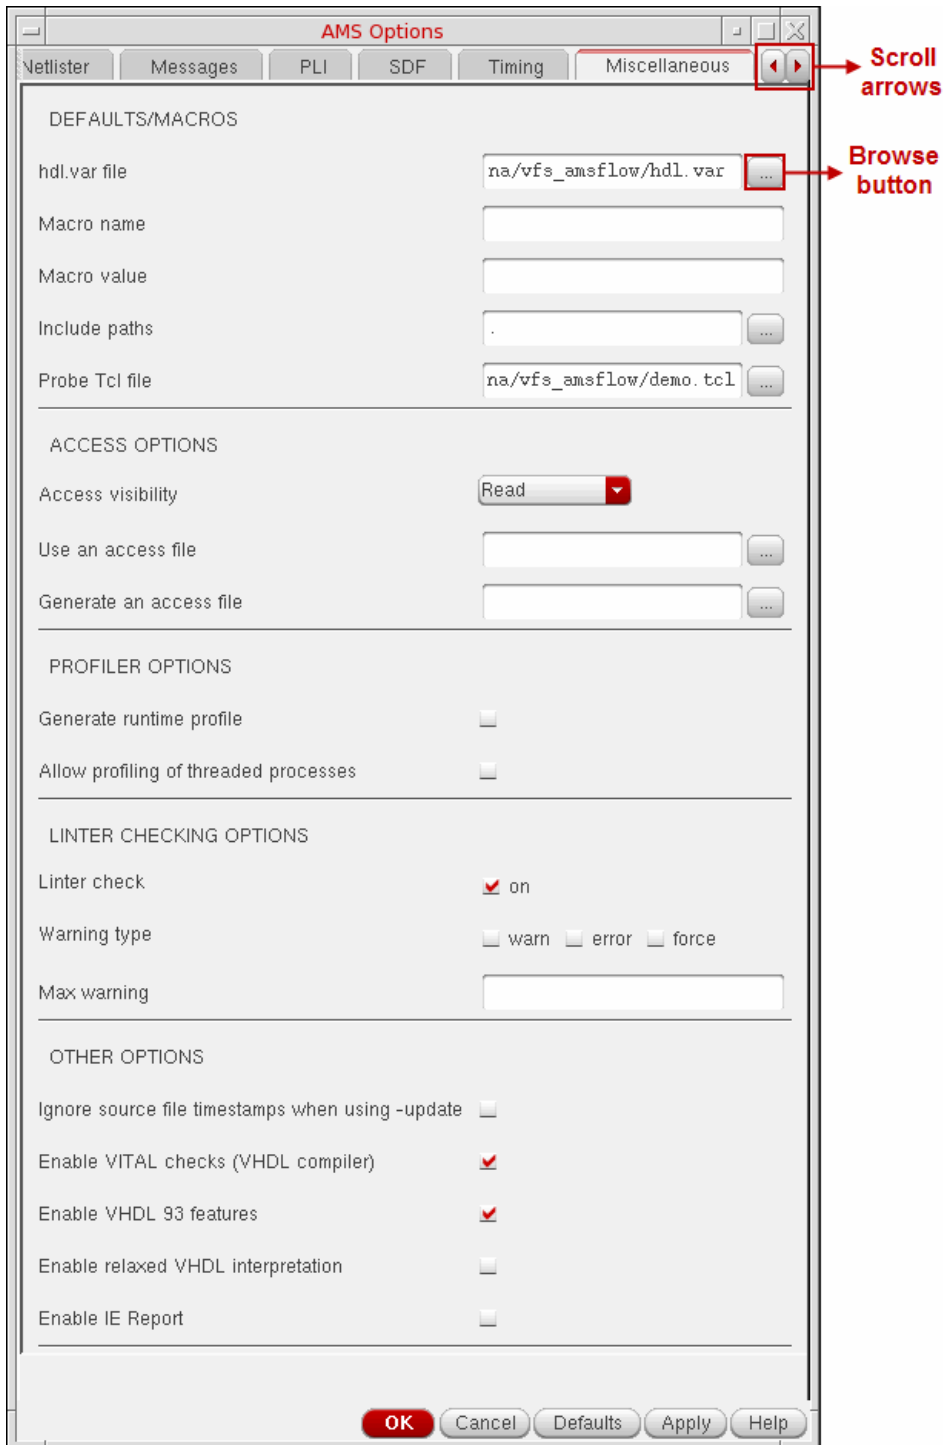 AMS Options
Netlister Messages PLI SDF Timing Miscellaneous
Scroll
arrows
DEFAULTS/MACROS
hdl.var file na/vfs_amsflow/hdl.var ...
Browse
button
Macro name
Macro value
Include paths . ...
Probe Tcl file na/vfs_amsflow/demo.tcl ...
ACCESS OPTIONS
Access visibility Read
Use an access file ...
Generate an access file ...
PROFILER OPTIONS
Generate runtime profile
Allow profiling of threaded processes
LINTER CHECKING OPTIONS
Linter check on
Warning type warn error force
Max warning
OTHER OPTIONS
Ignore source file timestamps when using -update
Enable VITAL checks (VHDL compiler)
Enable VHDL 93 features
Enable relaxed VHDL interpretation
Enable IE Report
OK Cancel Defaults Apply Help